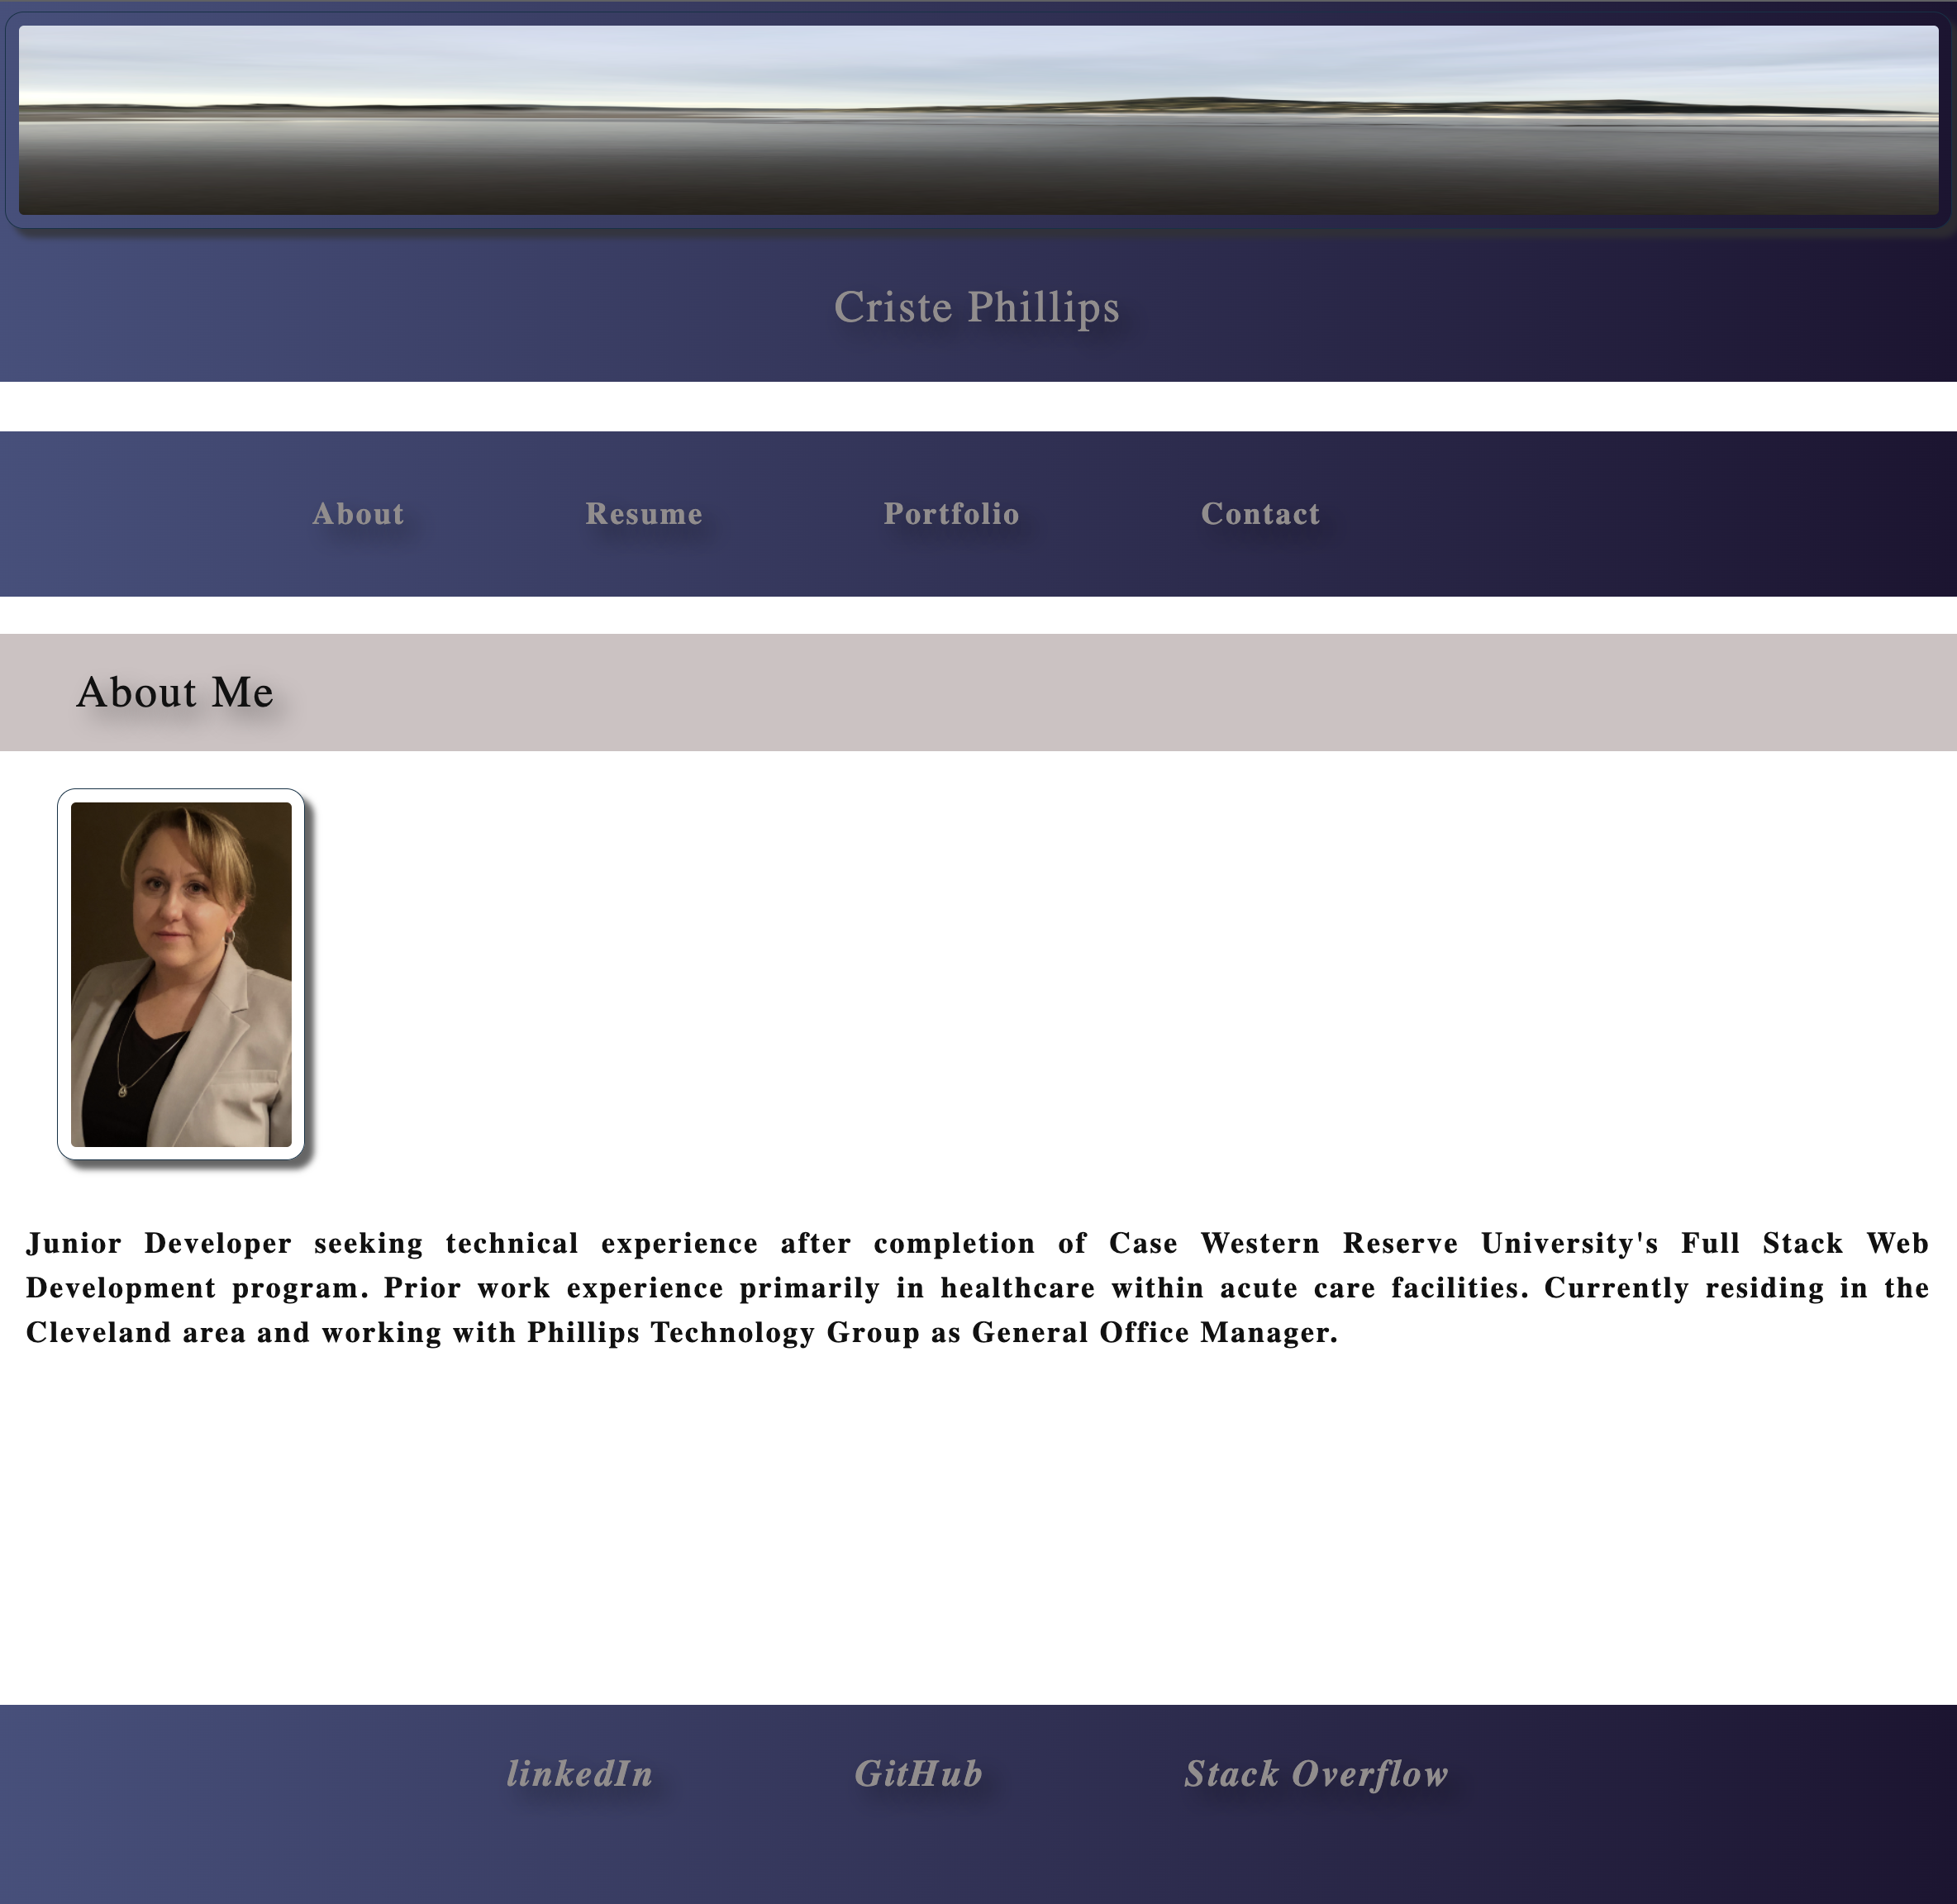 Criste Phillips
About Resume Portfolio Contact
About Me
Junior Developer seeking technical experience after completion of Case Western Reserve University's Full Stack Web
Development program. Prior work experience primarily in healthcare within acute care facilities. Currently residing in the
Cleveland area and working with Phillips Technology Group as General Office Manager.
linkedIn GitHub Stack Overflow